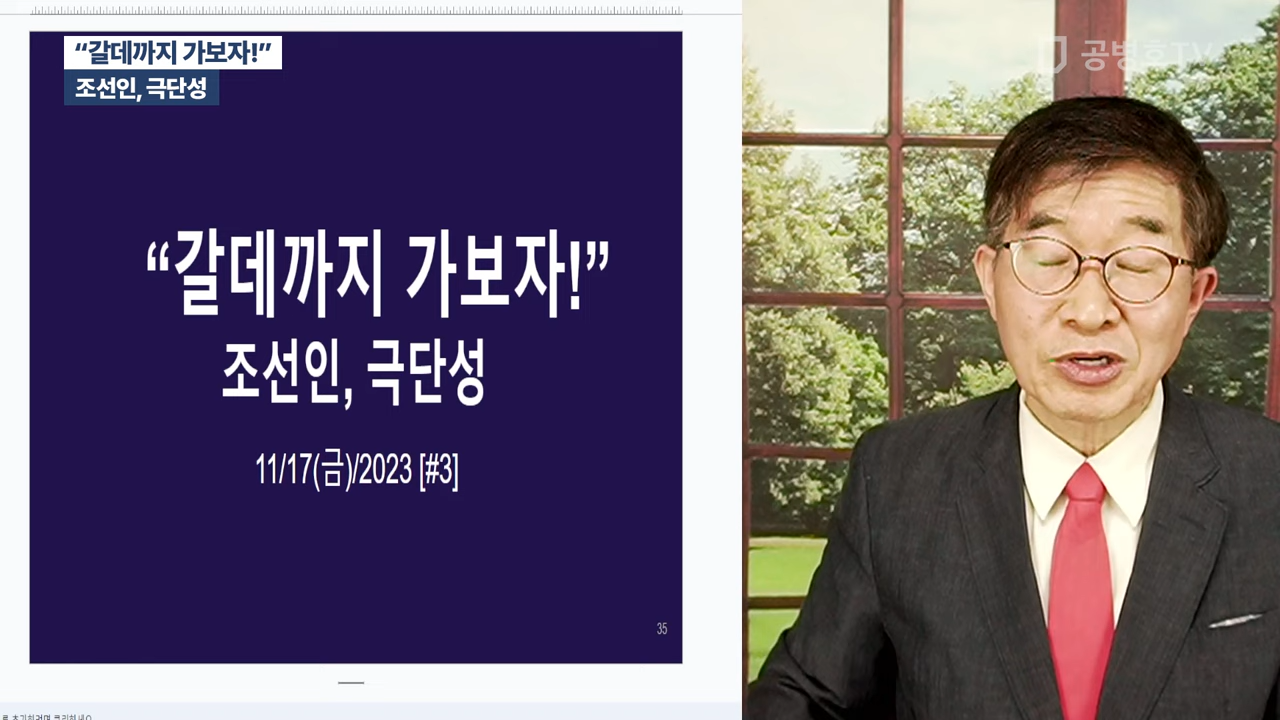 “갈데까지 가보자!”
조선인, 극단성
공병호TV
“갈데까지 가보자!”
조선인, 극단성
11/17(금)/2023 [#3]
35